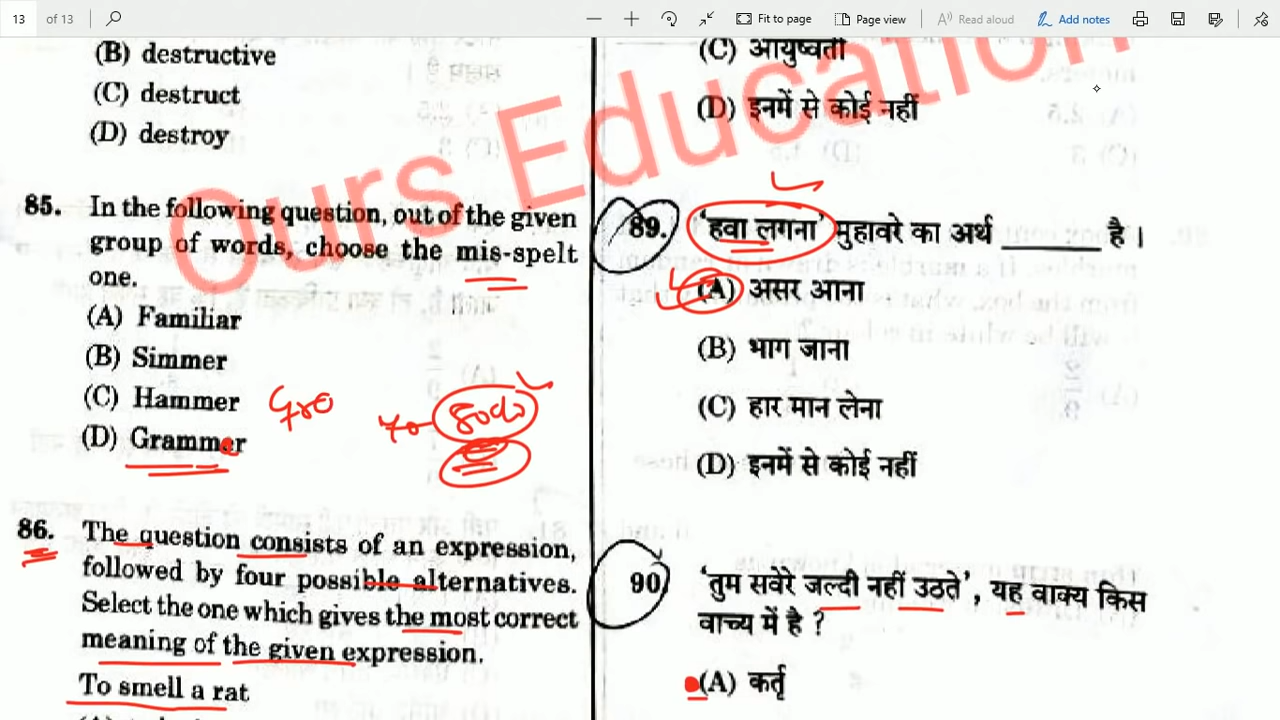 13 of 13
Fit to page
Page view
Read aloud
Add notes
Ours Education
(B) destructive
(C) destruct
(D) destroy
85. In the following question, out of the given
group of words, choose the mis-spelt
one.
(A) Familiar
(B) Simmer
(C) Hammer
(D) Grammer
86. The question consists of an expression,
followed by four possible alternatives.
Select the one which gives the most correct
meaning of the given expression.
To smell a rat
(C) आयुष्वती
(D) इनमें से कोई नहीं
89. 'हवा लगना' मुहावरे का अर्थ ______ है ।
(A) असर आना
(B) भाग जाना
(C) हार मान लेना
(D) इनमें से कोई नहीं
90. 'तुम सवेरे जल्दी नहीं उठते', यह वाक्य किस
वाच्य में है ?
(A) कर्तृ